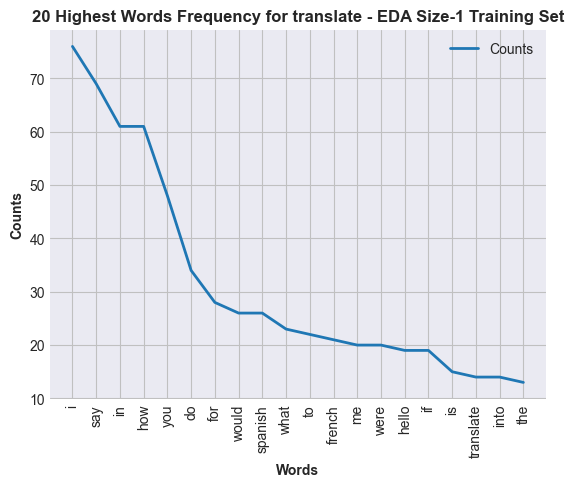 20 Highest Words Frequency for translate - EDA Size-1 Training Set
Counts
70
60
50
40
30
20
10
Counts
i
say
in
how
you
do
for
would
spanish
what
to
french
me
were
hello
if
is
translate
into
the
Words